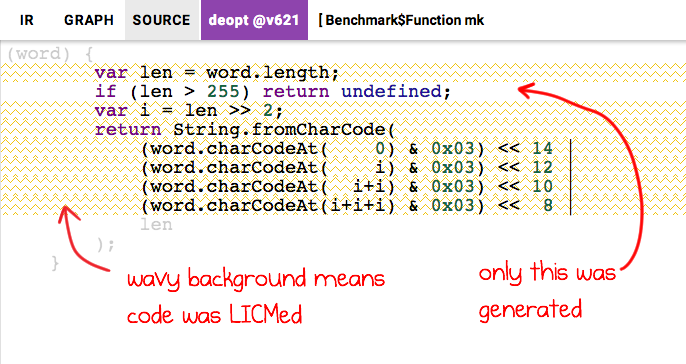 IR GRAPH SOURCE deopt @v621 [ Benchmark$Function mk
(word) {
var len = word.length;
if (len > 255) return undefined;
var i = len >> 2;
return String.fromCharCode(
(word.charCodeAt(    0) & 0x03) << 14
(word.charCodeAt(    i) & 0x03) << 12
(word.charCodeAt(  i+i) & 0x03) << 10
(word.charCodeAt(i+i+i) & 0x03) <<  8
len
);
}
wavy background means
code was LICMed
only this was
generated